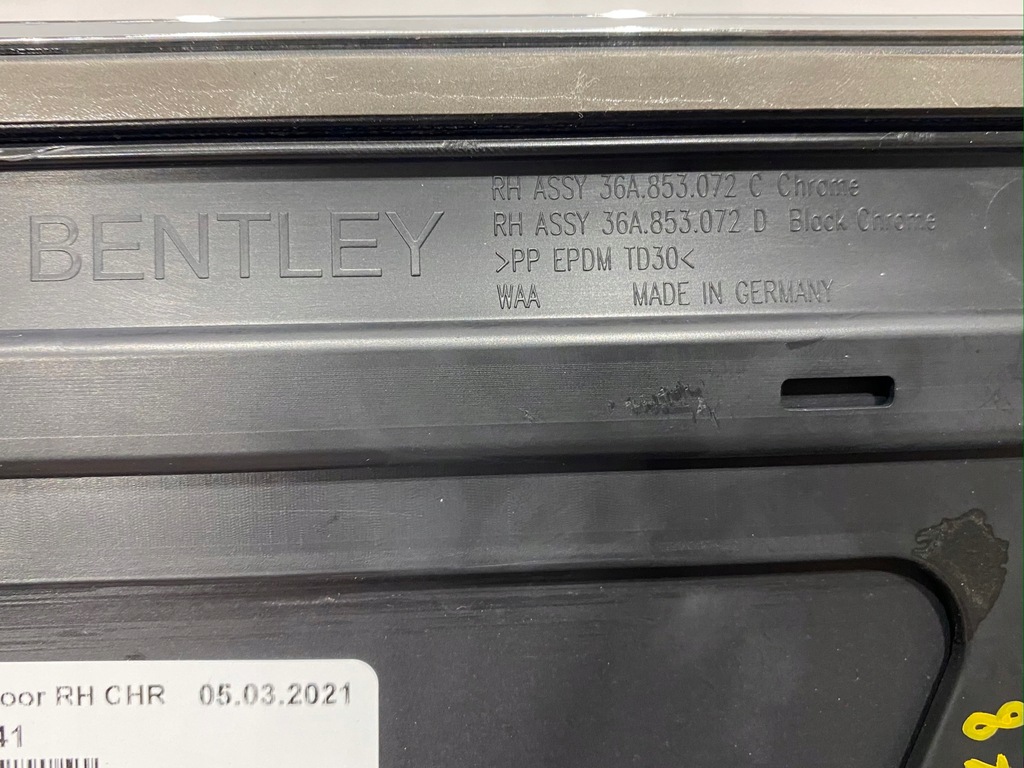 BENTLEY
RH ASSY 36A.853.072 C Chrome
RH ASSY 36A.853.072 D Black Chrome
>PP EPDM TD30<
WAA MADE IN GERMANY
oor RH CHR 05.03.2021
41
8